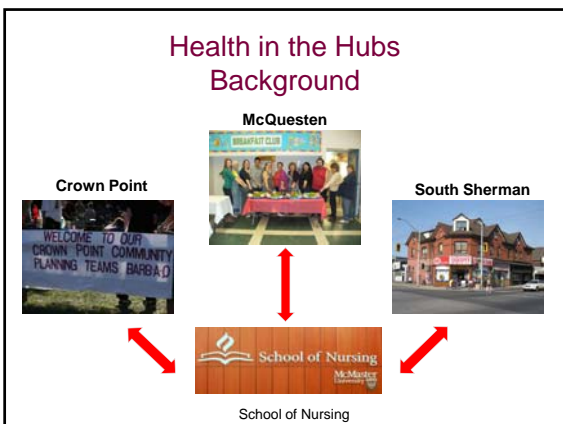 Health in the Hubs
Background
McQuesten
BREAKFAST CLUB
Crown Point
WELCOME TO OUR
CROWN POINT COMMUNITY
PLANNING TEAMS BARBAO
South Sherman
School of Nursing
McMaster
University
School of Nursing